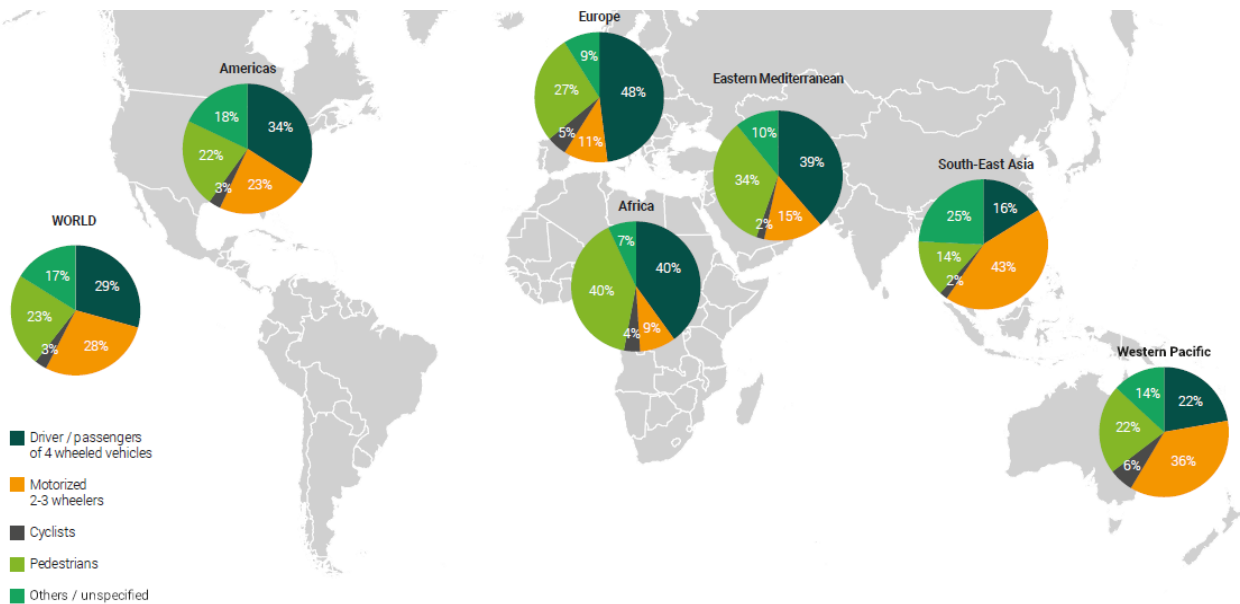 Europe
9%
27%
48%
5%
11%
Americas
18%
34%
22%
3%
23%
Eastern Mediterranean
10%
39%
34%
2%
15%
South-East Asia
25%
16%
14%
2%
43%
Africa
7%
40%
40%
4%
9%
WORLD
17%
29%
23%
3%
28%
Western Pacific
14%
22%
22%
6%
36%
Driver / passengers
of 4 wheeled vehicles
Motorized
2-3 wheelers
Cyclists
Pedestrians
Others / unspecified